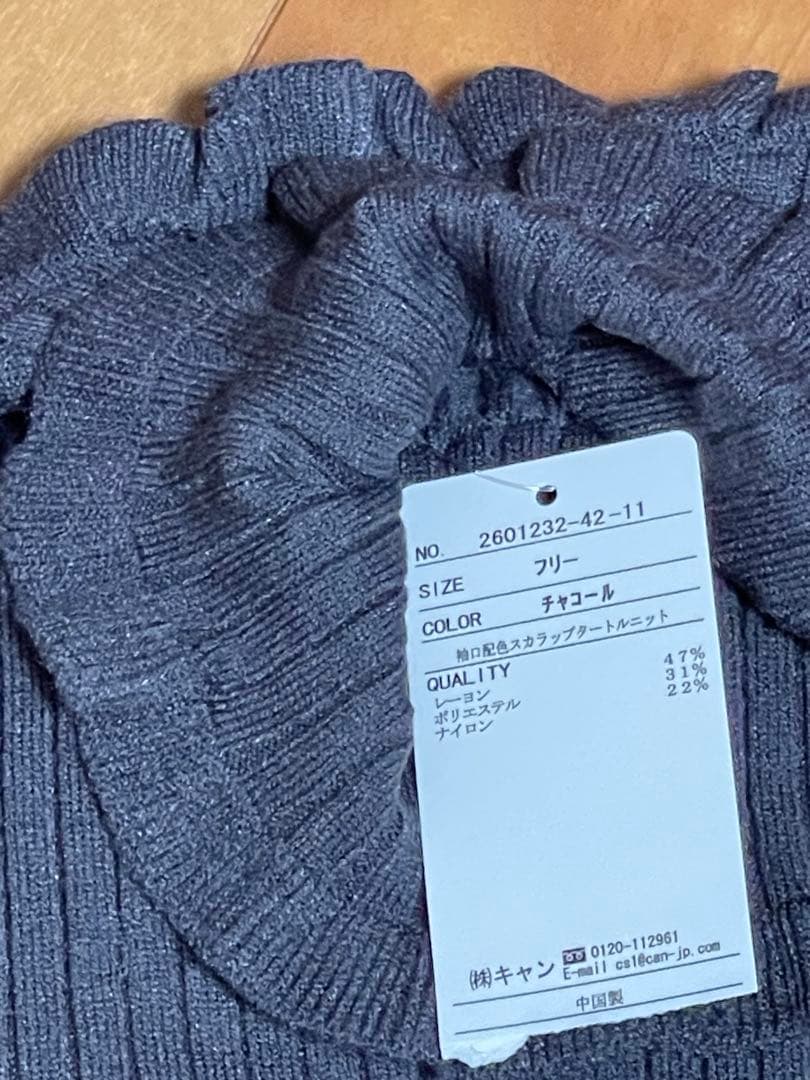 NO. 2601232-42-11
SIZE フリー
COLOR チャコール
袖口配色スカラップタートルニット
QUALITY
レーヨン 47%
ポリエステル 31%
ナイロン 22%
㈱キャン 0120-112961
E-mail cs1@can-jp.com
中国製